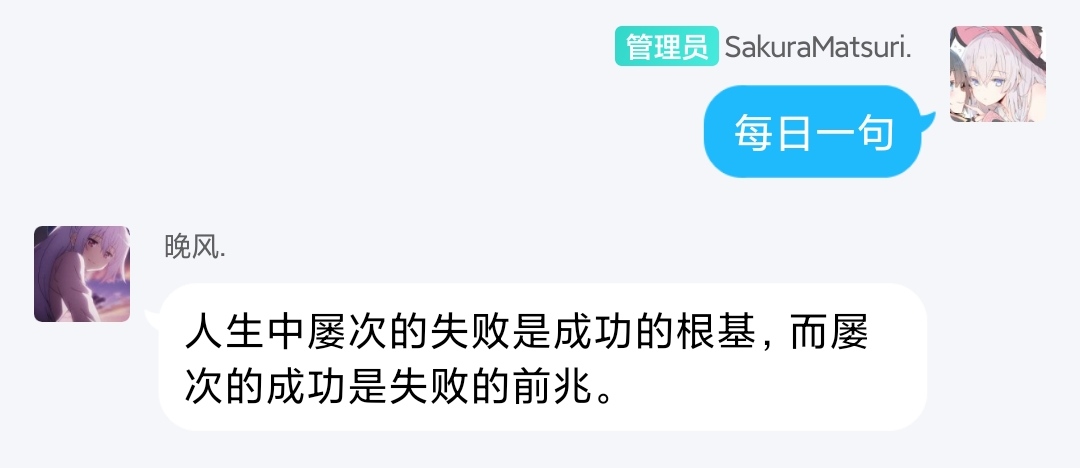 管理员 SakuraMatsuri.
每日一句
晚风.
人生中屡次的失败是成功的根基，而屡
次的成功是失败的前兆。